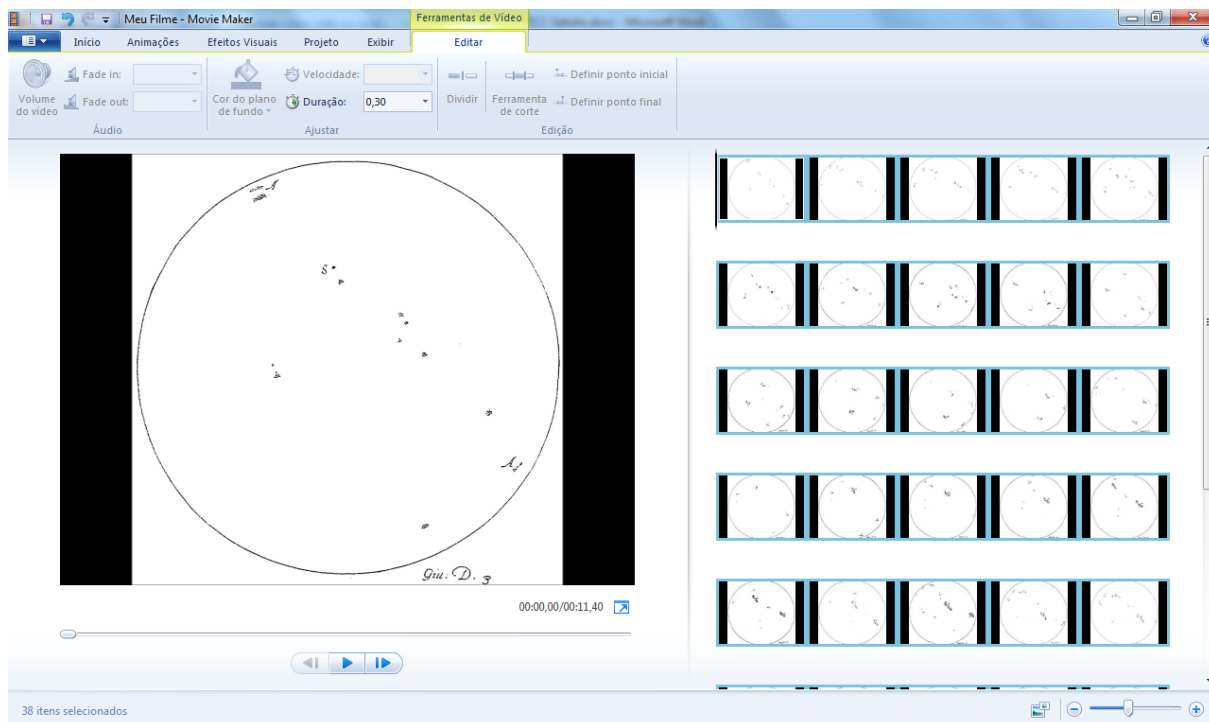 Meu Filme - Movie Maker
Ferramentas de Vídeo
Início Animações Efeitos Visuais Projeto Exibir Editar
Volume do vídeo
Fade in:
Fade out:
Áudio
Cor do plano de fundo
Velocidade:
Duração: 0,30
Ajustar
Dividir
Ferramenta de corte
Definir ponto inicial
Definir ponto final
Edição
A
S
A
Giu. D. 3
00:00,00/00:11,40
38 itens selecionados